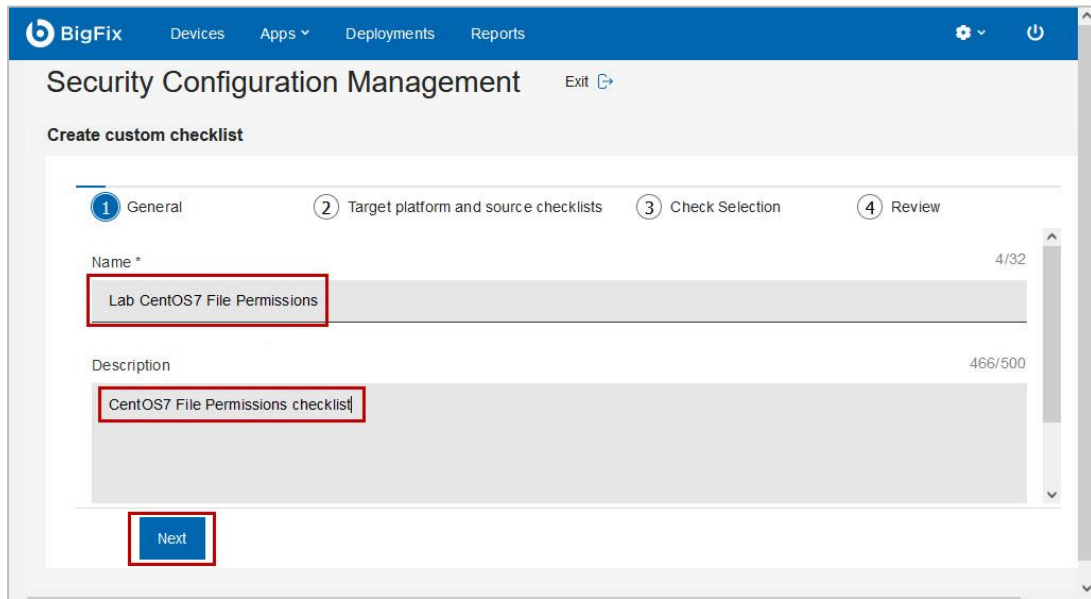 BigFix Devices Apps Deployments Reports
Security Configuration Management Exit
Create custom checklist
1 General 2 Target platform and source checklists 3 Check Selection 4 Review
Name * 4/32
Lab CentOS7 File Permissions
Description 466/500
CentOS7 File Permissions checklist
Next